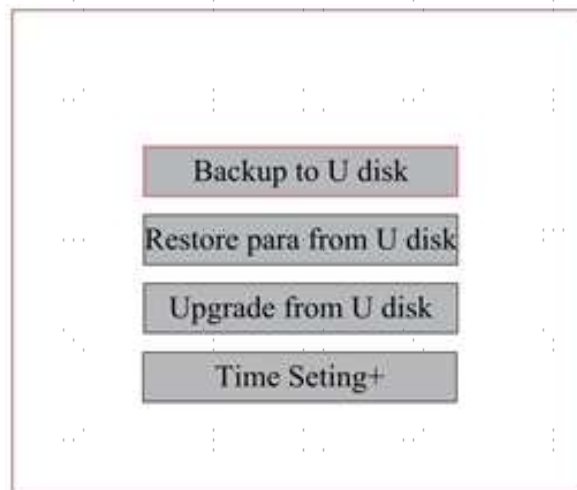 Backup to U disk
Restore para from U disk
Upgrade from U disk
Time Seting+